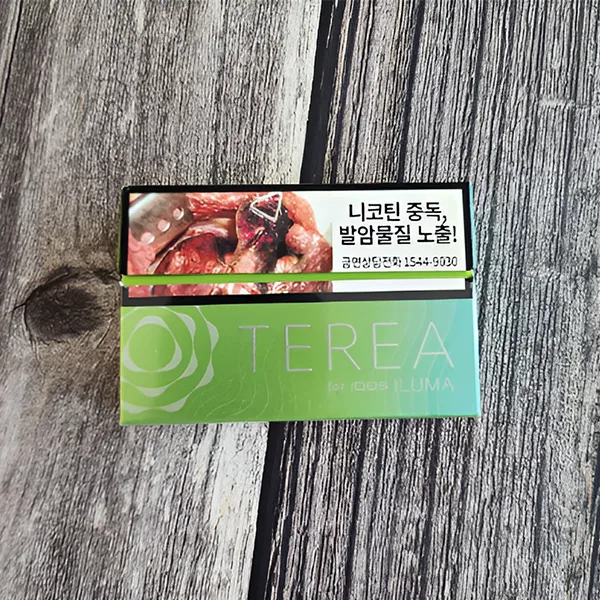 니코틴 중독,
발암물질 노출!
금연상담전화 1544-9030
TEREA
for IQOS ILUMA